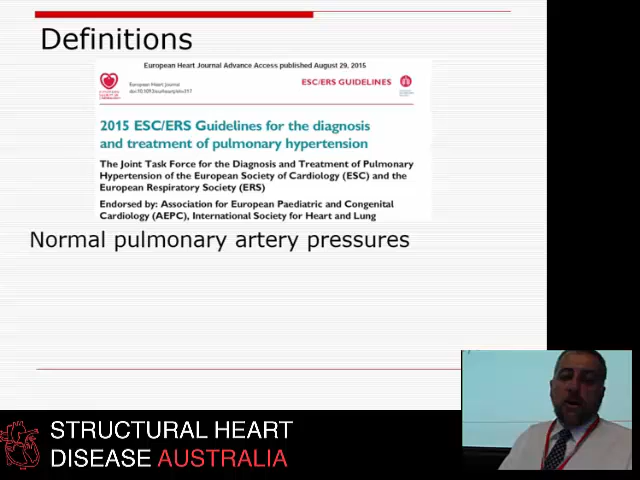 Definitions
European Heart Journal Advance Access published August 29, 2015
European Heart Journal
ESC/ERS GUIDELINES
2015 ESC/ERS Guidelines for the diagnosis
and treatment of pulmonary hypertension
The Joint Task Force for the Diagnosis and Treatment of Pulmonary
Hypertension of the European Society of Cardiology (ESC) and the
European Respiratory Society (ERS)
Endorsed by: Association for European Paediatric and Congenital
Cardiology (AEPC), International Society for Heart and Lung
Normal pulmonary artery pressures
STRUCTURAL HEART
DISEASE AUSTRALIA